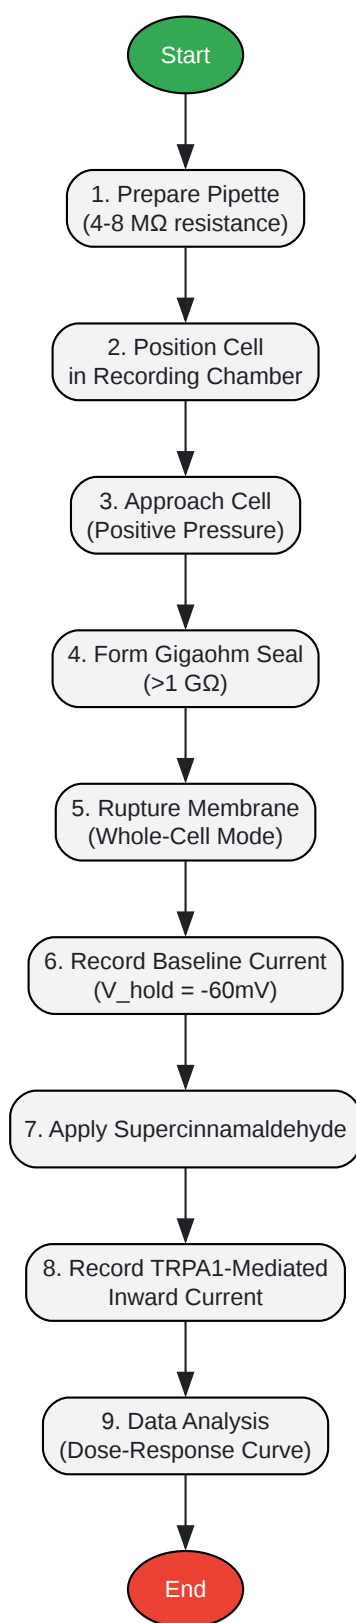 Start
1. Prepare Pipette
(4-8 MΩ resistance)
2. Position Cell
in Recording Chamber
3. Approach Cell
(Positive Pressure)
4. Form Gigaohm Seal
(>1 GΩ)
5. Rupture Membrane
(Whole-Cell Mode)
6. Record Baseline Current
(V_hold = -60mV)
7. Apply Supercinnamaldehyde
8. Record TRPA1-Mediated
Inward Current
9. Data Analysis
(Dose-Response Curve)
End